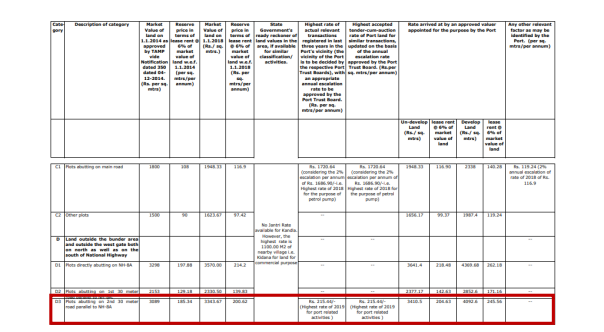 Cate-
gory
Description of category
Market
Value of
land on
1.1.2014 as
approved
by TAMP
vide
Notification
dated 350
dated 04-
12-2014.
(Rs. per sq.
mtrs)
Reserve
price in
terms of
lease rent @
6% of
market
value of
land w.e.f.
1.1.2014
(per sq.
mtrs/per
annum)
Market
Value of
land on
1.1.2018
(Rs./ sq.
mtrs.)
Reserve
price in
terms of
lease rent
@ 6% of
market
value of
land w.e.f.
1.1.2018
(Rs. per
sq.
mtrs/per
annum)
State
Government's
ready reckoner of
land values in the
area, if available
for similar
classification/
activities.
Highest rate of
actual relevant
transactions
registered in last
three years in the
Port's vicinity (the
vicinity of the Port
is to be decided by
the respective Port
Trust Boards), with
an appropriate
annual escalation
rate to be
approved by the
Port Trust Board.
(Rs. per sq.
mtrs/per annum)
Highest accepted
tender-cum-auction
rate of Port land for
similar transactions
updated on the basis
of the annual
escalation rate
approved by the Port
Trust Board. (Rs.per
sq. mtrs/per annum)
Rate arrived at by an approved valuer
appointed for the purpose by the Port
Any other relevant
factor as may be
identified by the
Port. (per sq.
mtrs/per annum)
Un-develop
Land
(Rs./ sq.
mtrs)
lease rent
@ 6% of
market
value of
land
Develop
Land
(Rs./ sq.
mtrs)
lease
rent @
6% of
market
value of
land
C1 Plots abutting on main road 1800 108 1948.33 116.9 Rs. 1720.64 Rs. 1720.64 1948.33 116.90 2338 140.28 Rs. 119.24 (2%
(considering the 2%
escalation per annum
of Rs. 1686.90/-i.e.
Highest rate of 2018
for the purpose of
petrol pump)
(considering the 2%
escalation per annum of
Rs. 1686.90/-i.e.
Highest rate of 2018 for
the purpose of petrol
pump)
annual escalation of
rate of 2018 of Rs.
116.9
C2 Other plots 1500 90 1623.67 97.42 -- -- 1656.17 99.37 1987.4 119.24 --
No Jantri Rate
available for Kandla.
However, the
highest rate is
1100.00 M2 of
nearby village i.e.
Kidana for land for
commercial purpose
D Land outside the bunder area
and outside the west gate both
on north as well as on the
south of National Highway
-- -- --
D1 Plots directly abutting on NH-8A 3298 197.88 3570.08 214.2 -- -- 3641.4 218.48 4369.68 262.18 --
D2 Plots abutting on 1st 30 meter 2153 129.18 2330.50 139.83 -- -- 2377.17 142.63 2852.6 171.16 --
D3 Plots abutting on 2nd 30 meter
road parallel to NH-8A
3089 185.34 3343.67 200.62 Rs. 215.44/-
(Highest rate of 2019
for port related
activities )
Rs. 215.44/-
(Highest rate of 2019
for port related
activities )
3410.5 204.63 4092.6 245.56 --